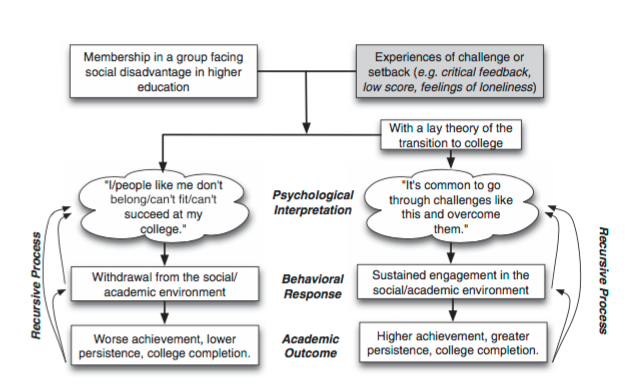 Membership in a group facing
social disadvantage in higher
education
Experiences of challenge or
setback (e.g. critical feedback,
low score, feelings of loneliness)
With a lay theory of the
transition to college
"I/people like me don't
belong/can't fit/can't
succeed at my
college."
Psychological
Interpretation
"It's common to go
through challenges like
this and overcome
them."
Recursive Process
Withdrawal from the social/
academic environment
Behavioral
Response
Sustained engagement in the
social/academic environment
Recursive Process
Worse achievement, lower
persistence, college completion.
Academic
Outcome
Higher achievement, greater
persistence, college completion.